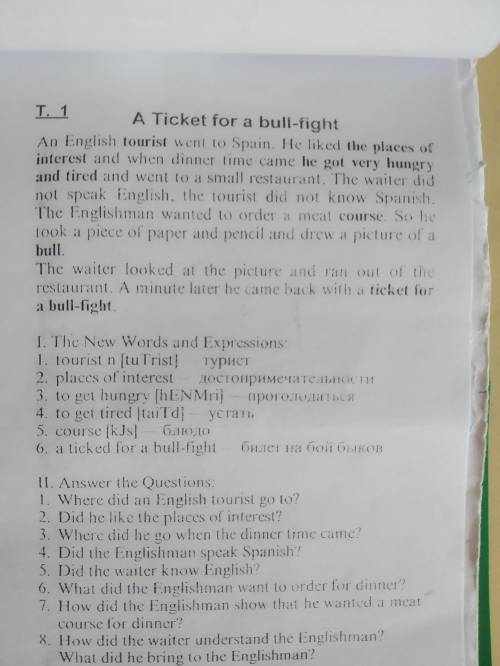 T. 1
A Ticket for a bull-fight
An English tourist went to Spain. He liked the places of
interest and when dinner time came he got very hungry
and tired and went to a small restaurant. The waiter did
not speak English, the tourist did not know Spanish.
The Englishman wanted to order a meat course. So he
took a piece of paper and pencil and drew a picture of a
bull.
The waiter looked at the picture and ran out of the
restaurant. A minute later he came back with a ticket for
a bull-fight.
I. The New Words and Expressions:
1. tourist n [tuTrist] – турист
2. places of interest – достопримечательности
3. to get hungry [hENMri] – проголодаться
4. to get tired [taiTd] – устать
5. course [kJs] – блюдо
6. a ticked for a bull-fight – билет на бой быков
II. Answer the Questions:
1. Where did an English tourist go to?
2. Did he like the places of interest?
3. Where did he go when the dinner time came?
4. Did the Englishman speak Spanish?
5. Did the waiter know English?
6. What did the Englishman want to order for dinner?
7. How did the Englishman show that he wanted a meat
course for dinner?
8. How did the waiter understand the Englishman?
What did he bring to the Englishman?